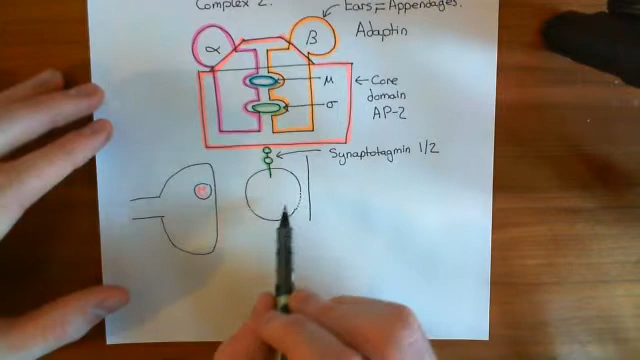 Complex 2.
Ears = Appendages.
α
β
Adaptin
μ
σ
← Core
domain
AP-2
Synaptotagmin 1/2